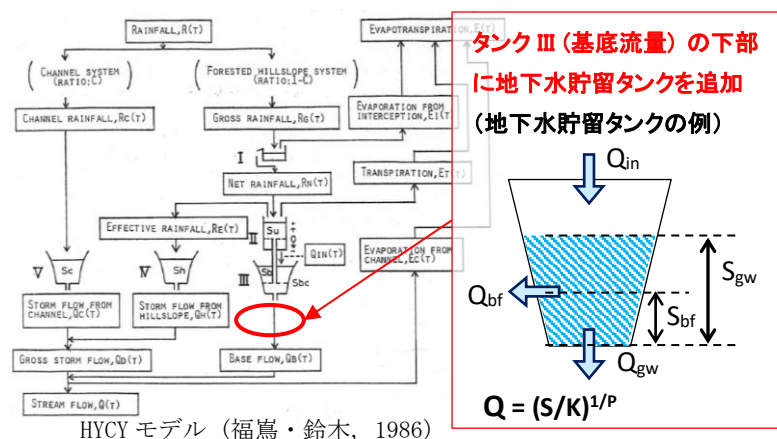 RAINFALL, R(T)
EVAPOTRANSPIRATION, E(T)
CHANNEL SYSTEM
(RATIO:C)
FORESTED HILLSLOPE SYSTEM
(RATIO:1-C)
EVAPORATION FROM
INTERCEPTION, EI(T)
CHANNEL RAINFALL, RC(T)
GROSS RAINFALL, RG(T)
I
NET RAINFALL, RN(T)
TRANSPIRATION, ET(T)
EFFECTIVE RAINFALL, RE(T)
II
Su
QIN(T)
EVAPORATION FROM
CHANNEL, EC(T)
V
Sc
IV
Sh
III
Sb
Sbc
STORM FLOW FROM
CHANNEL, QC(T)
STORM FLOW FROM
HILLSLOPE, QH(T)
GROSS STORM FLOW, QD(T)
BASE FLOW, QB(T)
STREAM FLOW, Q(T)
HYCY モデル (福嶌・鈴木, 1986)
タンクⅢ(基底流量) の下部
に地下水貯留タンクを追加
(地下水貯留タンクの例)
Qin
Sgw
Qbf
Sbf
Qgw
Q = (S/K)1/P